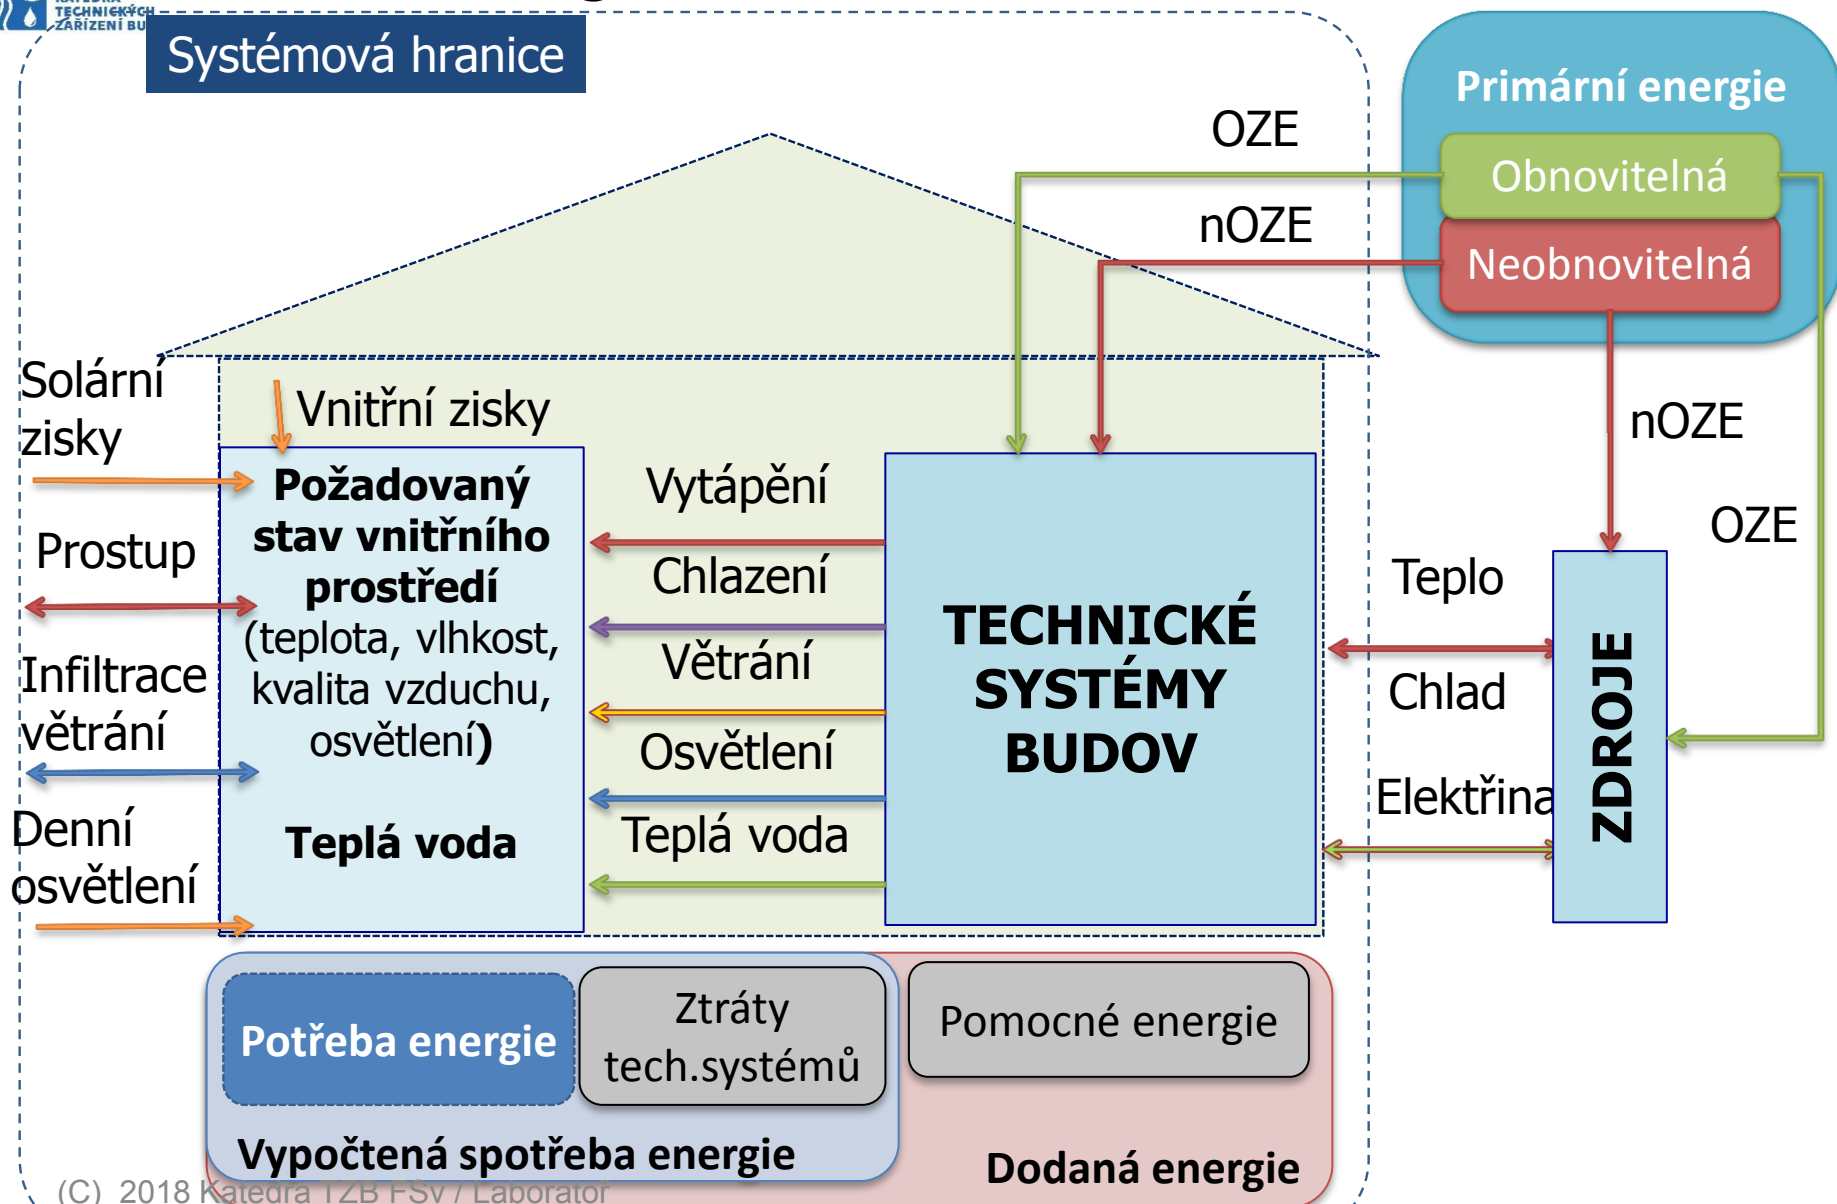 TECHNICKÝCH
ZAŘÍZENÍ BU
Systémová hranice
Primární energie
OZE
Obnovitelná
nOZE
Neobnovitelná
Solární
zisky
Vnitřní zisky
nOZE
OZE
Požadovaný
stav vnitřního
prostředí
(teplota, vlhkost,
kvalita vzduchu,
osvětlení)
Teplá voda
Prostup
Infiltrace
větrání
Denní
osvětlení
Vytápění
Chlazení
Větrání
Osvětlení
Teplá voda
TECHNICKÉ
SYSTÉMY
BUDOV
Teplo
Chlad
Elektřina
ZDROJE
Potřeba energie
Ztráty
tech.systémů
Pomocné energie
Vypočtená spotřeba energie
Dodaná energie
(C) 2018 Katedra TZB FSv / Laboratoř